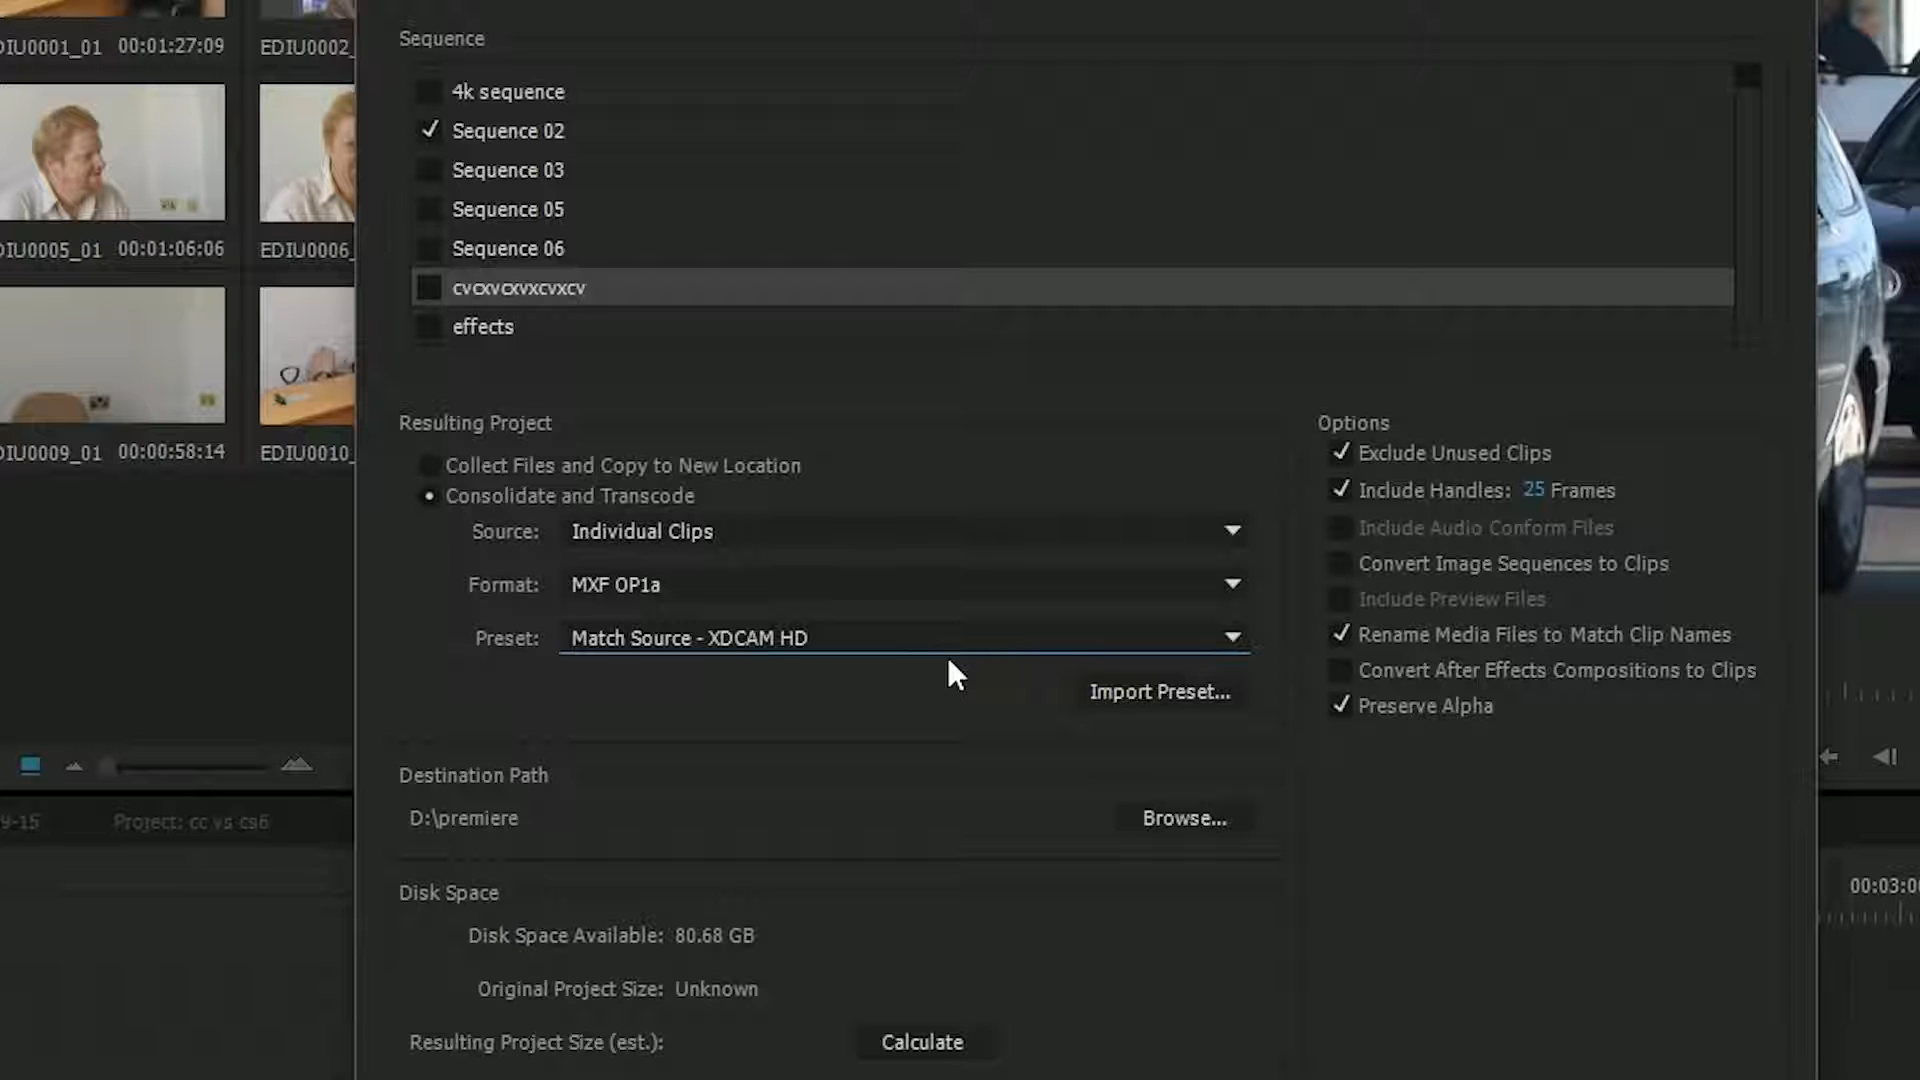 DIU0001_01 00:01:27:09 EDIU0002_
DIU0005_01 00:01:06:06 EDIU0006_
DIU0009_01 00:00:58:14 EDIU0010_
9-15 Project: cc vs cs6
Sequence
4k sequence
Sequence 02
Sequence 03
Sequence 05
Sequence 06
cvcxvcxvxcvxcv
effects
Resulting Project
Collect Files and Copy to New Location
Consolidate and Transcode
Source: Individual Clips
Format: MXF OP1a
Preset: Match Source - XDCAM HD
Import Preset...
Options
Exclude Unused Clips
Include Handles: 25 Frames
Include Audio Conform Files
Convert Image Sequences to Clips
Include Preview Files
Rename Media Files to Match Clip Names
Convert After Effects Compositions to Clips
Preserve Alpha
Destination Path
D:\premiere Browse...
Disk Space
Disk Space Available: 80.68 GB
Original Project Size: Unknown
Resulting Project Size (est.): Calculate
00:03:00